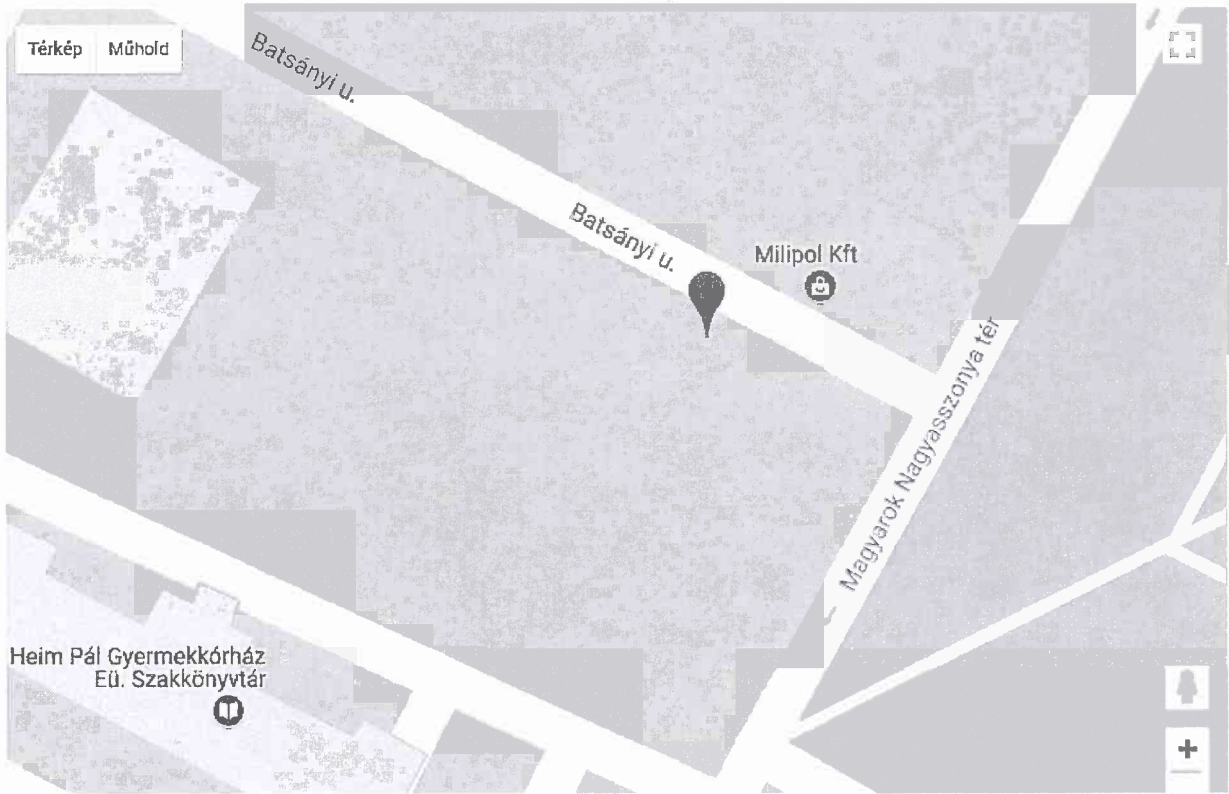 Térkép Műhold
Batsányi u.
Batsányi u.
Milipol Kft
Magyarok Nagyasszonya tér
Heim Pál Gyermekkórház
Eü. Szakkönyvtár
+